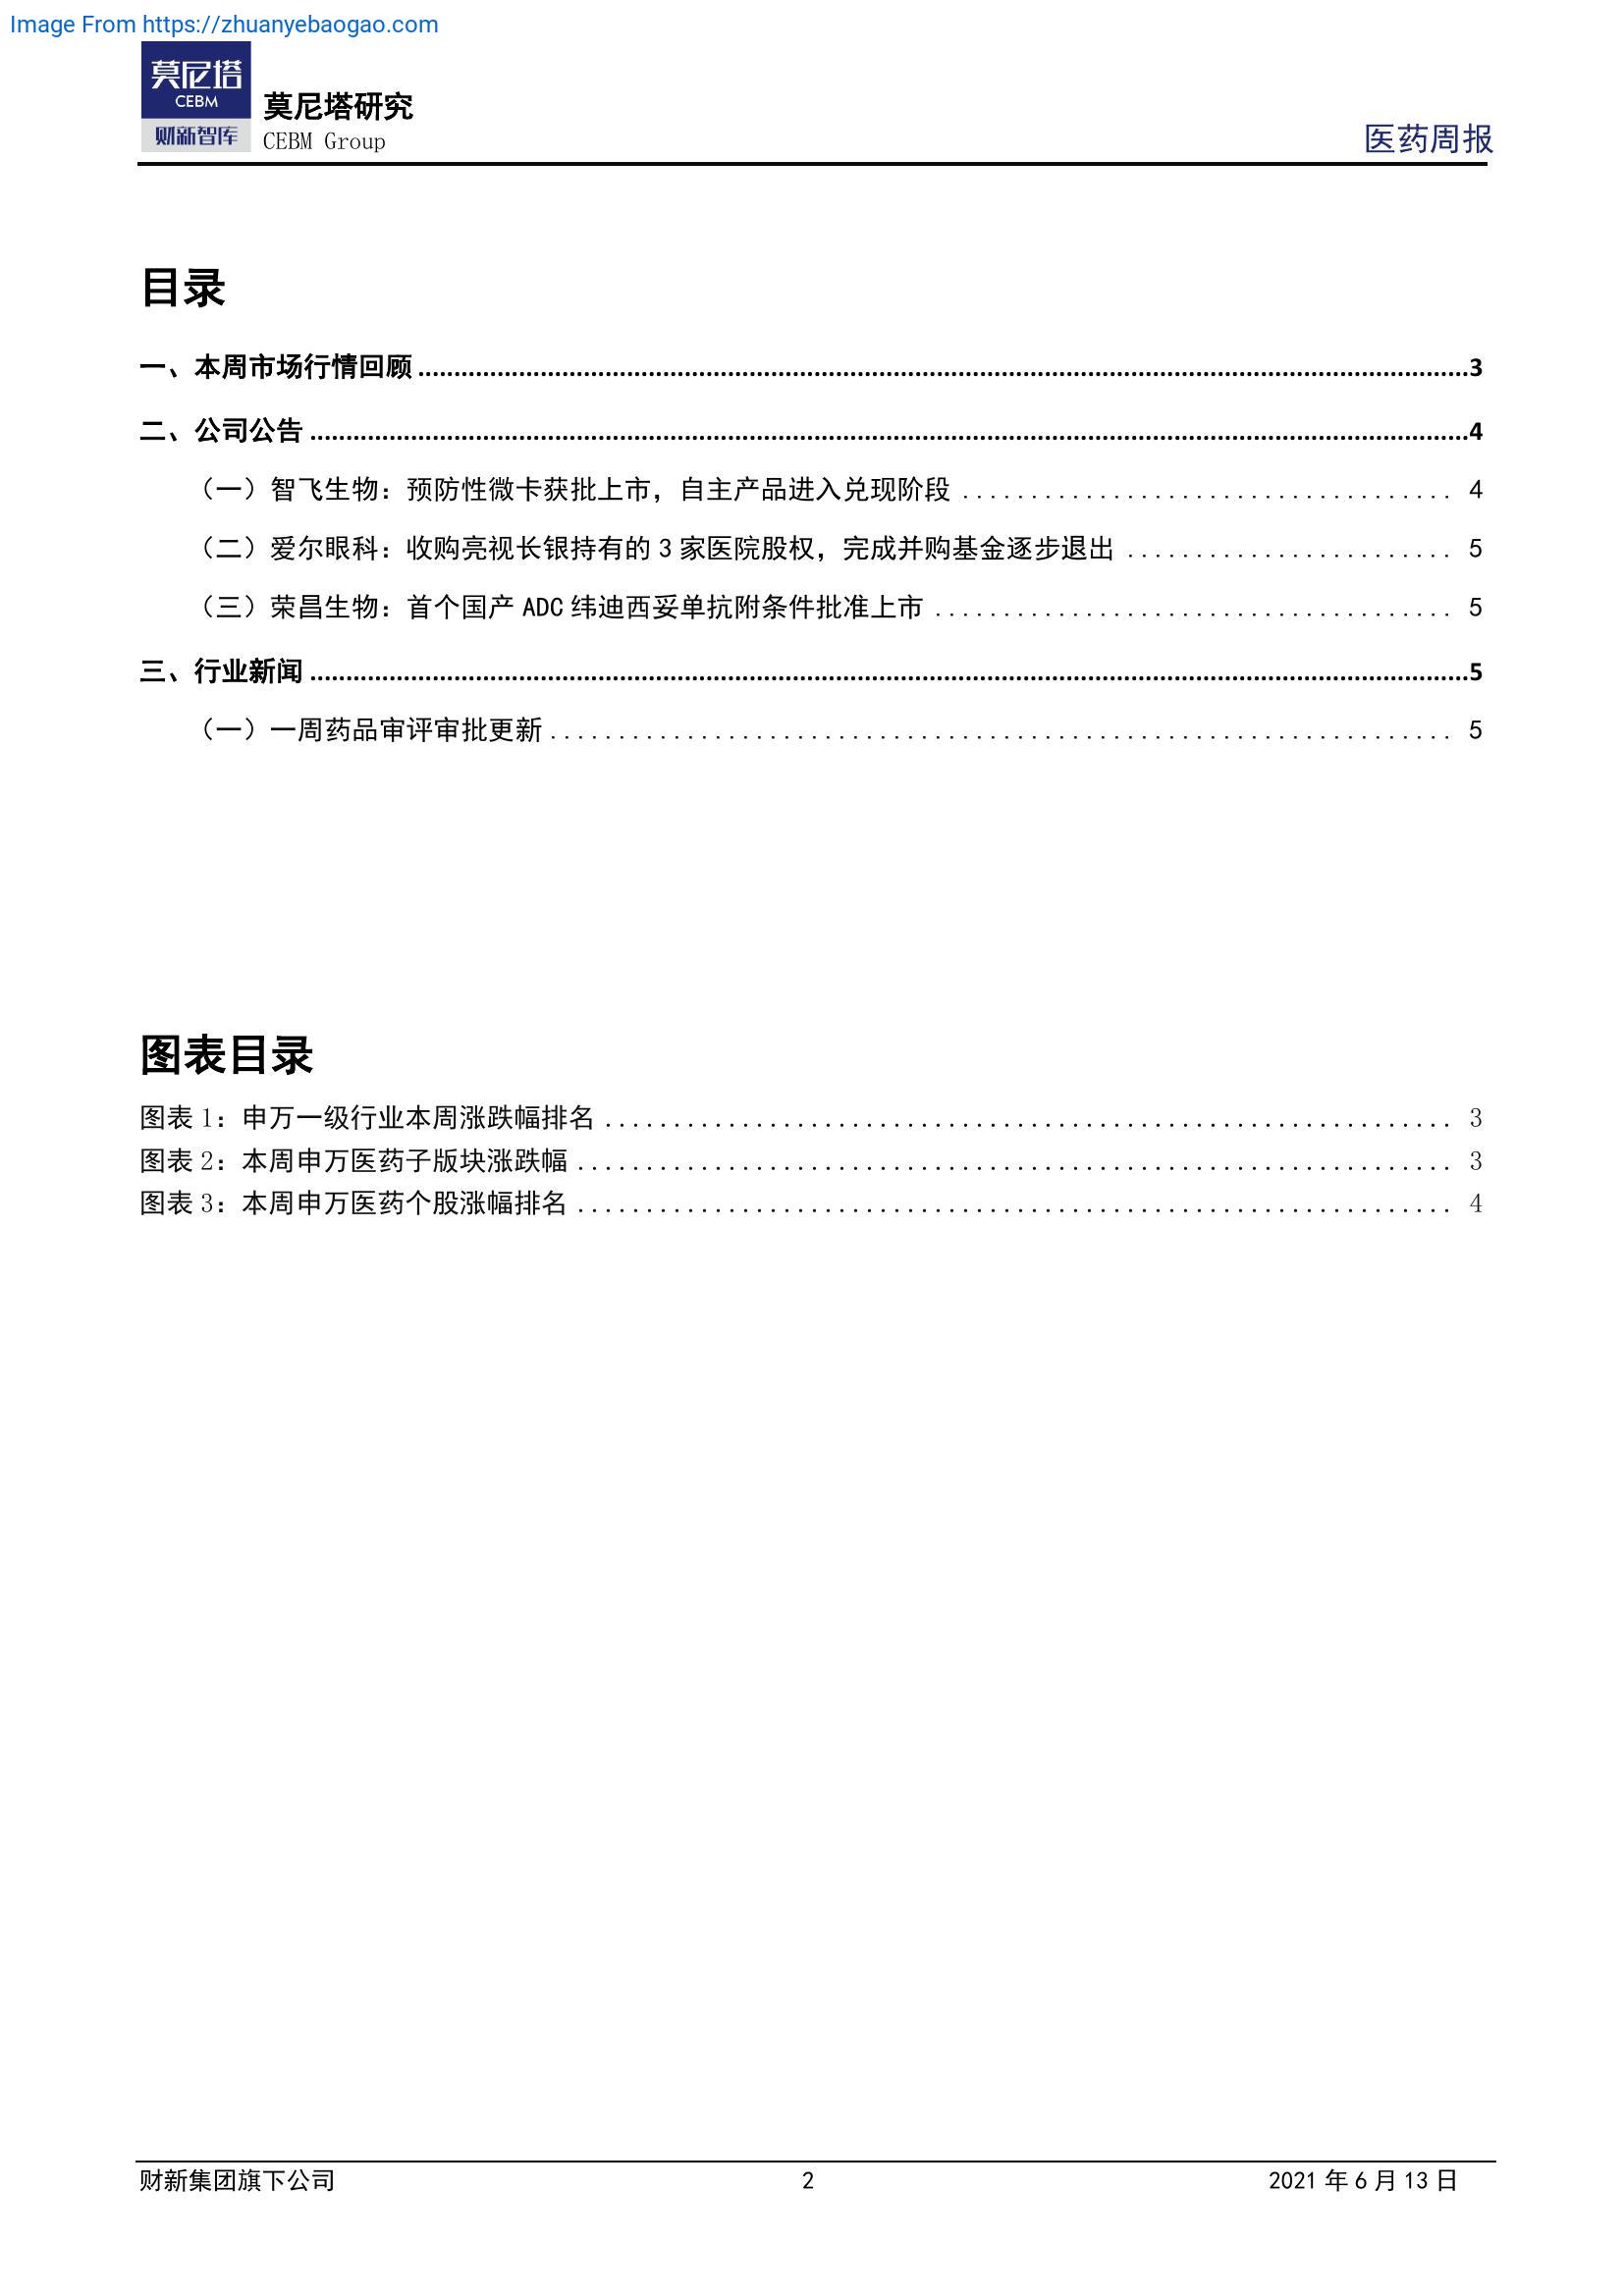 Image From https://zhuanyebaogao.com
莫尼塔
CEBM
财新智库
莫尼塔研究
CEBM Group
医药周报
目录
一、本周市场行情回顾........................3
二、公司公告........................4
（一）智飞生物：预防性微卡获批上市，自主产品进入兑现阶段........................4
（二）爱尔眼科：收购亮视长银持有的 3 家医院股权，完成并购基金逐步退出........................5
（三）荣昌生物：首个国产 ADC 纬迪西妥单抗附条件批准上市........................5
三、行业新闻........................5
（一）一周药品审评审批更新........................5
图表目录
图表 1：申万一级行业本周涨跌幅排名........................3
图表 2：本周申万医药子版块涨跌幅........................3
图表 3：本周申万医药个股涨幅排名........................4
财新集团旗下公司 2 2021 年 6 月 13 日